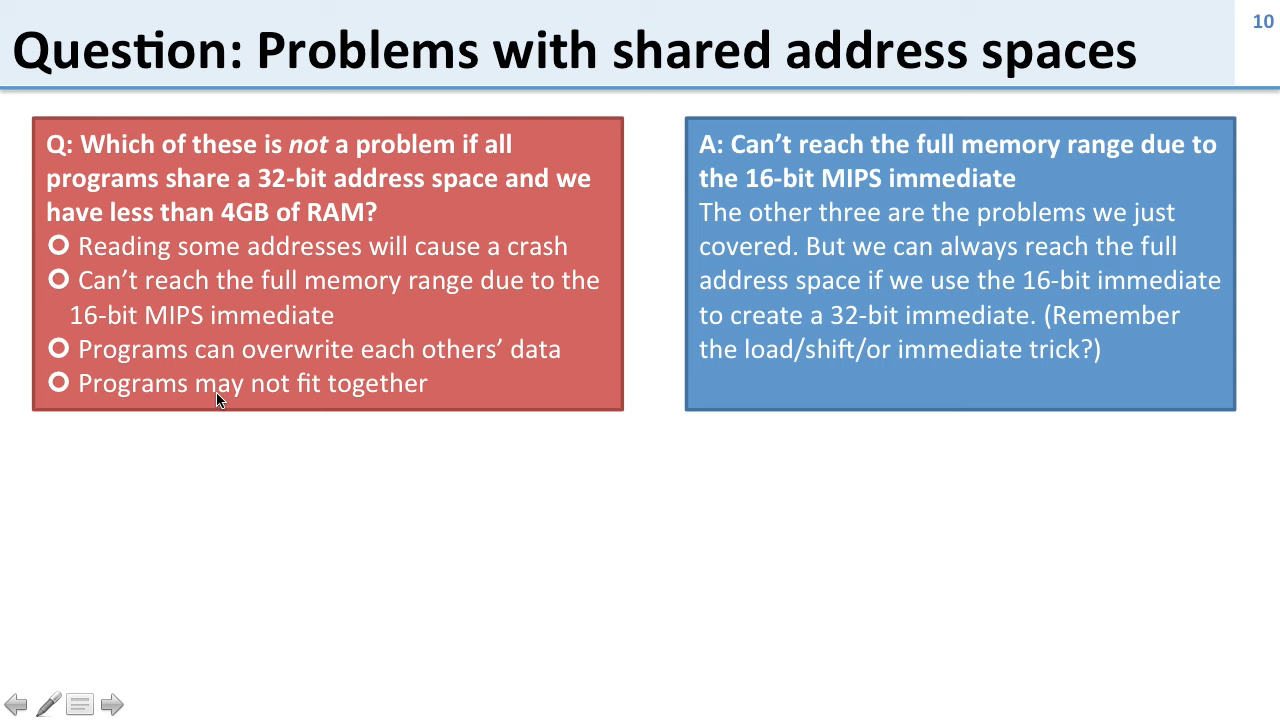 Question: Problems with shared address spaces
10
Q: Which of these is not a problem if all
programs share a 32-bit address space and we
have less than 4GB of RAM?
Reading some addresses will cause a crash
Can’t reach the full memory range due to the
16-bit MIPS immediate
Programs can overwrite each others’ data
Programs may not fit together
A: Can’t reach the full memory range due to
the 16-bit MIPS immediate
The other three are the problems we just
covered. But we can always reach the full
address space if we use the 16-bit immediate
to create a 32-bit immediate. (Remember
the load/shift/or immediate trick?)